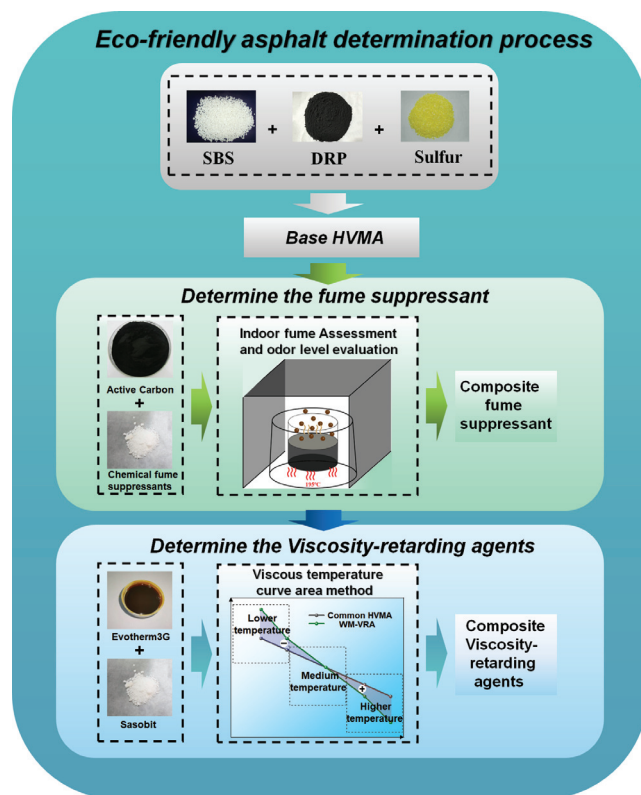 Eco-friendly asphalt determination process
+
+
SBS
DRP
Sulfur
Base HVMA
Determine the fume suppressant
Active Carbon
+
Chemical fume
suppressants
Indoor fume Assessment
and odor level evaluation
195°C
Composite
fume
suppressant
Determine the Viscosity-retarding agents
Evotherm3G
+
Sasobit
Viscous temperature
curve area method
Common HVMA
WM-VRA
Lower
temperature
−
Medium
temperature
+
Higher
temperature
Composite
Viscosity-
retarding
agents